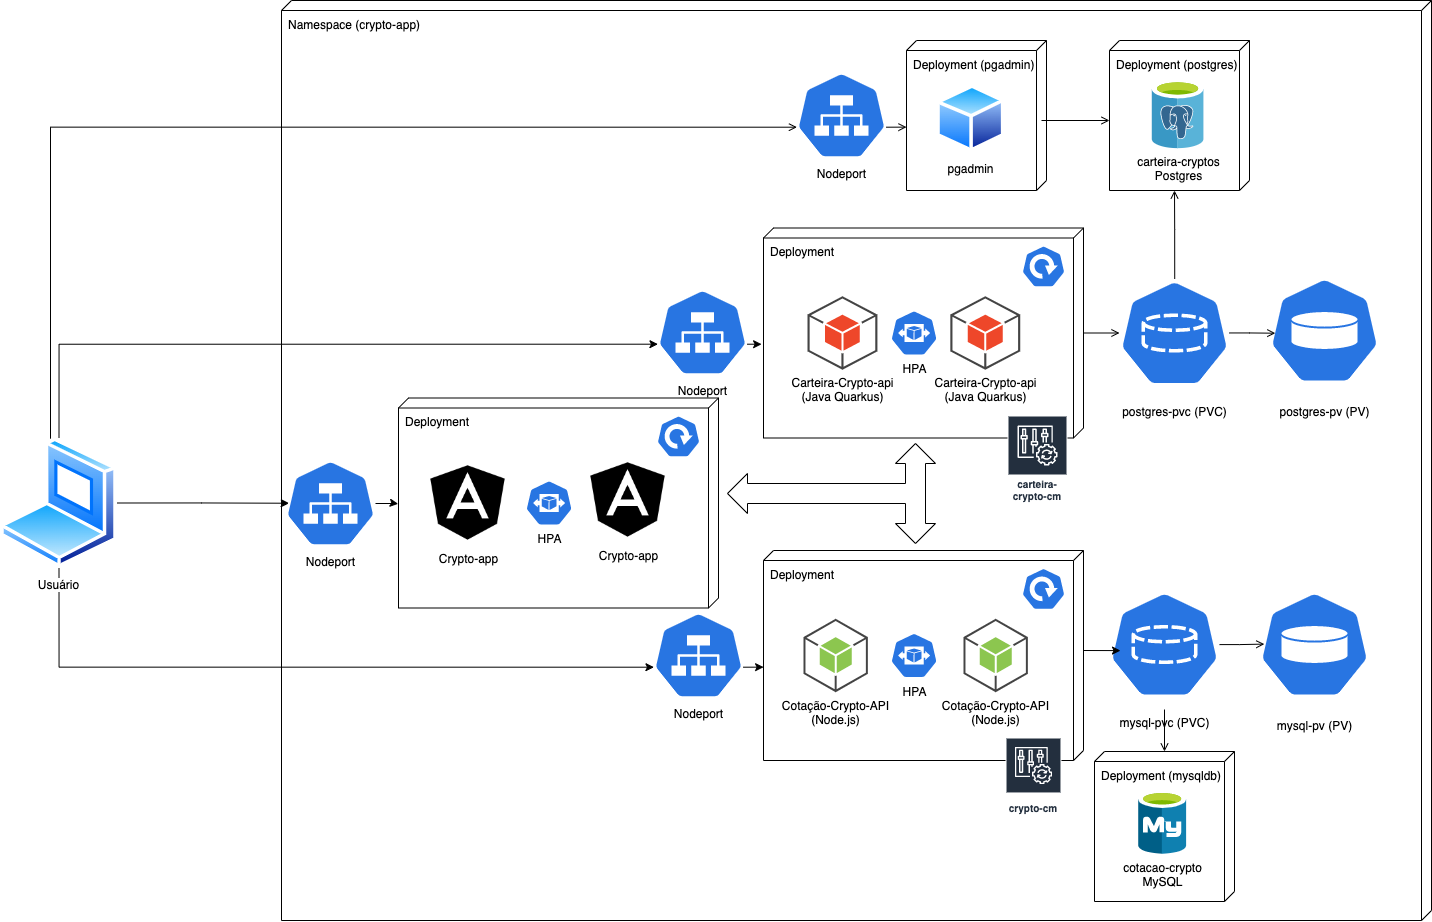 Namespace (crypto-app)
Deployment (pgadmin)
pgadmin
Deployment (postgres)
carteira-cryptos
Postgres
Nodeport
Deployment
Carteira-Crypto-api
(Java Quarkus)
HPA
Carteira-Crypto-api
(Java Quarkus)
Nodeport
carteira-
crypto-cm
postgres-pvc (PVC)
postgres-pv (PV)
Deployment
Crypto-app
HPA
Crypto-app
Nodeport
Usuário
Deployment
Cotação-Crypto-API
(Node.js)
HPA
Cotação-Crypto-API
(Node.js)
Nodeport
crypto-cm
mysql-pvc (PVC)
mysql-pv (PV)
Deployment (mysqldb)
My
cotacao-crypto
MySQL